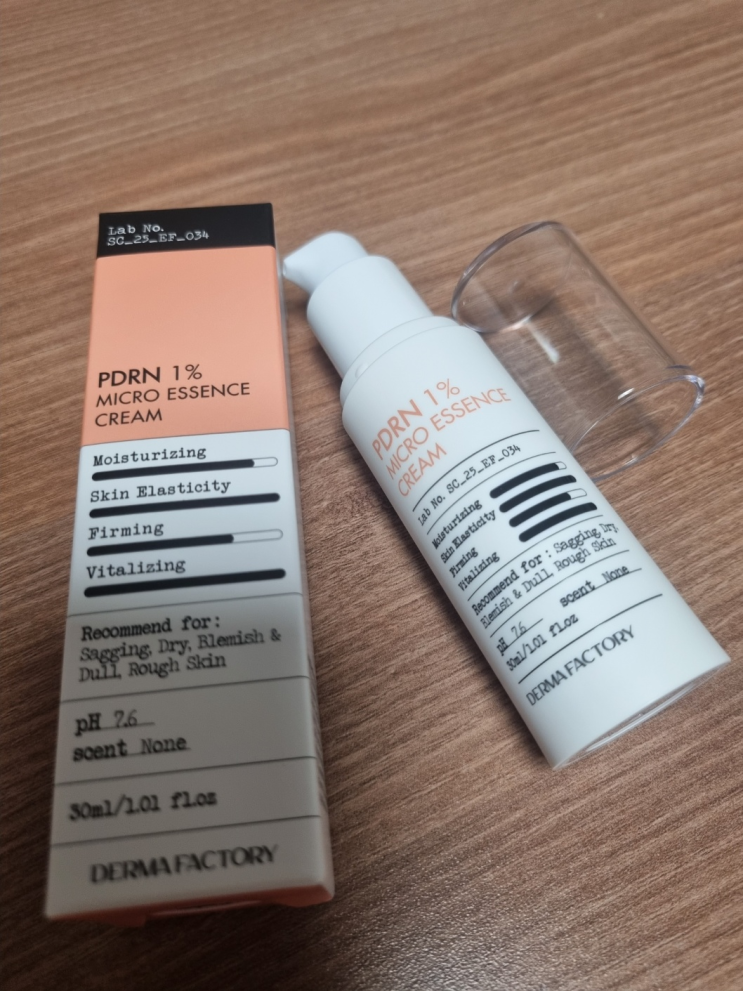 Lab No.
SC_25_EF_034
PDRN 1%
MICRO ESSENCE
CREAM
Moisturizing
Skin Elasticity
Firming
Vitalizing
Recommend for:
Sagging, Dry, Blemish &
Dull, Rough Skin
pH 7.6
scent None
30ml/1.01 fl.oz
DERMA FACTORY
PDRN 1%
MICRO ESSENCE
CREAM
Lab No. SC_25_EF_034
Moisturizing
Skin Elasticity
Firming
Vitalizing
Recommend for: Sagging, Dry,
Blemish & Dull, Rough Skin
pH 7.6 scent None
30ml/1.01 fl.oz
DERMA FACTORY